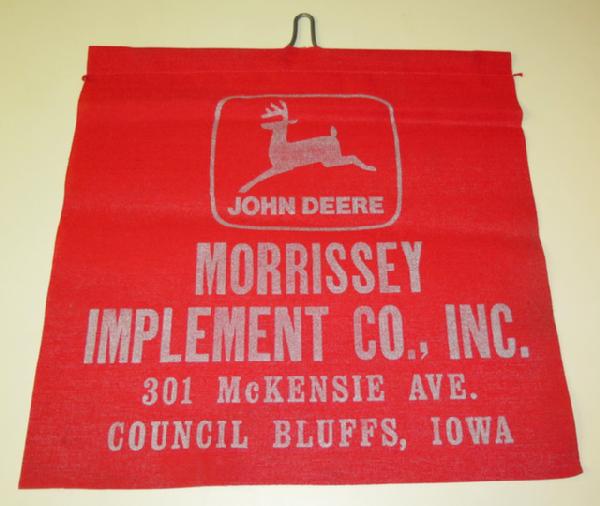 JOHN DEERE
MORRISSEY
IMPLEMENT CO., INC.
301 McKENSIE AVE.
COUNCIL BLUFFS, IOWA